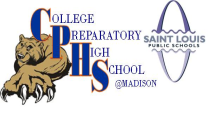 COLLEGE
PREPARATORY
HIGH
SCHOOL
@MADISON
SAINT LOUIS
PUBLIC SCHOOLS